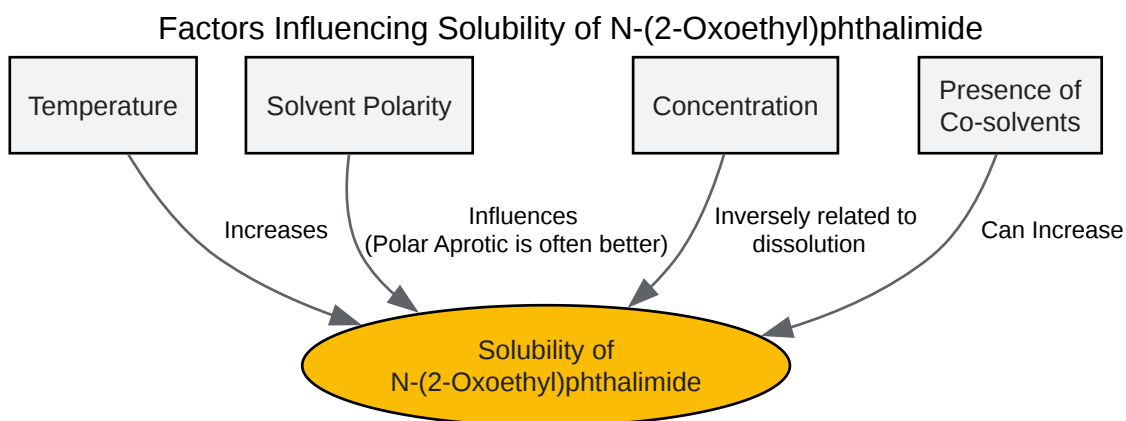 Factors Influencing Solubility of N-(2-Oxoethyl)phthalimide
Temperature
Solvent Polarity
Concentration
Presence of
Co-solvents
Increases
Influences
(Polar Aprotic is often better)
Inversely related to
dissolution
Can Increase
Solubility of
N-(2-Oxoethyl)phthalimide